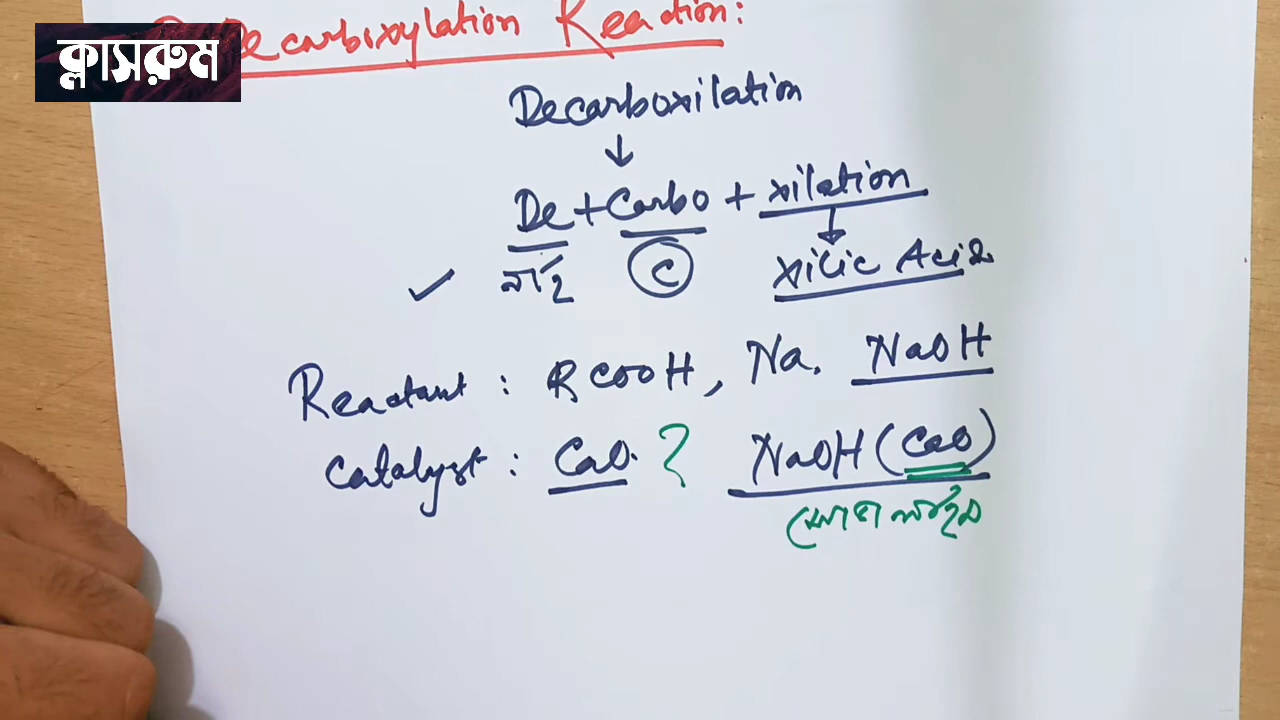 Decarboxylation Reaction:
ক্লাসরুম
Decarboxilation
↓
De + Carbo + xilation
নাই C xilic Acid
Reactant : RCOOH, Na. NaOH
Catalyst : CaO. ? NaOH (CaO)
সোডা লাইম